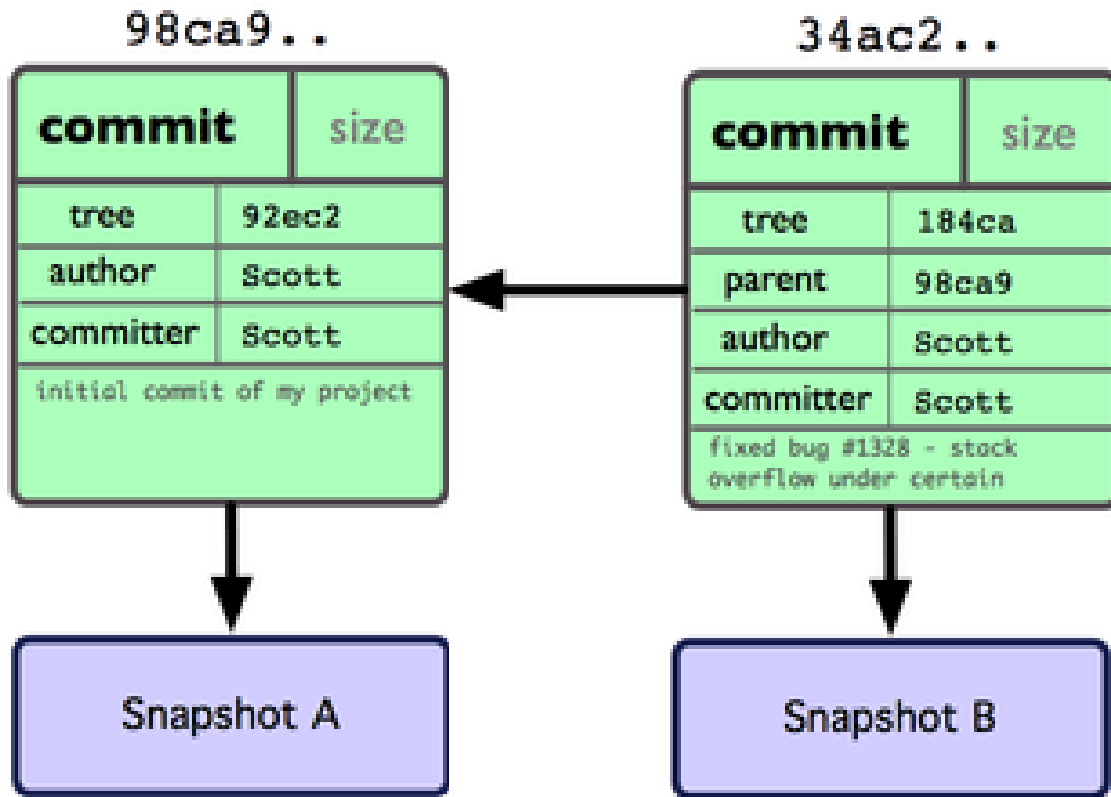 98ca9..
commit size
tree 92ec2
author Scott
committer Scott
initial commit of my project
Snapshot A
34ac2..
commit size
tree 184ca
parent 98ca9
author Scott
committer Scott
fixed bug #1328 - stack
overflow under certain
Snapshot B